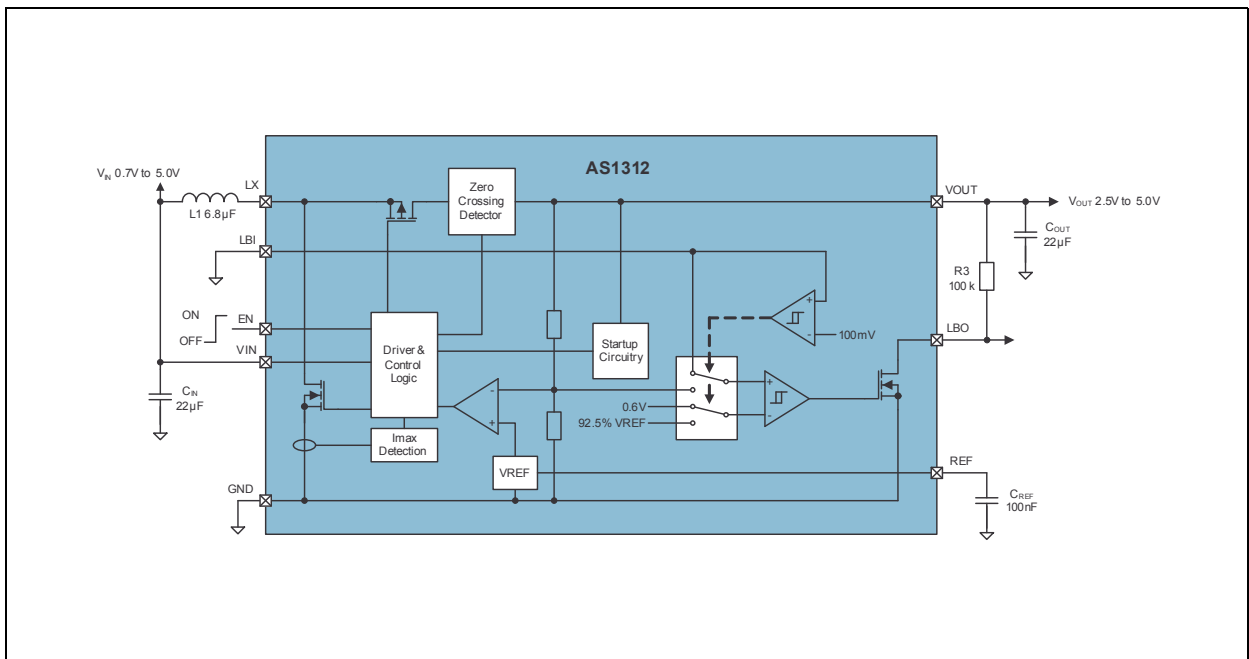 AS1312
VIN 0.7V to 5.0V
LX
L1 6.8µF
Zero
Crossing
Detector
VOUT
VOUT 2.5V to 5.0V
COUT
22µF
LBI
R3
100 k
ON
OFF
EN
+
-
100mV
LBO
VIN
Driver &
Control
Logic
Startup
Circuitry
CIN
22µF
-
+
0.6V
92.5% VREF
+
-
Imax
Detection
VREF
REF
CREF
100nF
GND